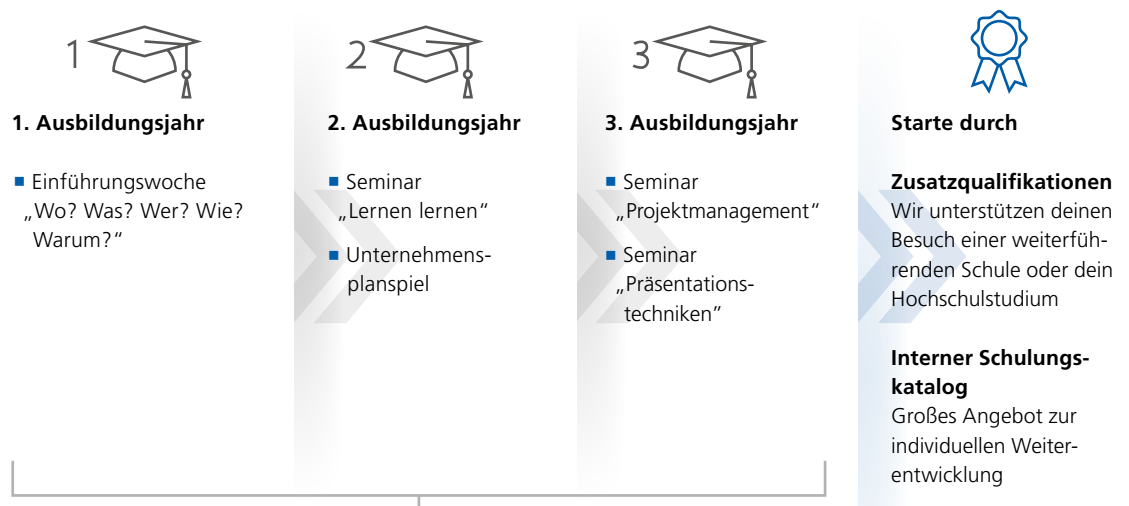 1
1. Ausbildungsjahr
■ Einführungswoche
„Wo? Was? Wer? Wie?
Warum?“
2
2. Ausbildungsjahr
■ Seminar
„Lernen lernen“
■ Unternehmens-
planspiel
3
3. Ausbildungsjahr
■ Seminar
„Projektmanagement“
■ Seminar
„Präsentations-
techniken”
Starte durch
Zusatzqualifikationen
Wir unterstützen deinen
Besuch einer weiterfüh-
renden Schule oder dein
Hochschulstudium
Interner Schulungs-
katalog
Großes Angebot zur
individuellen Weiter-
entwicklung